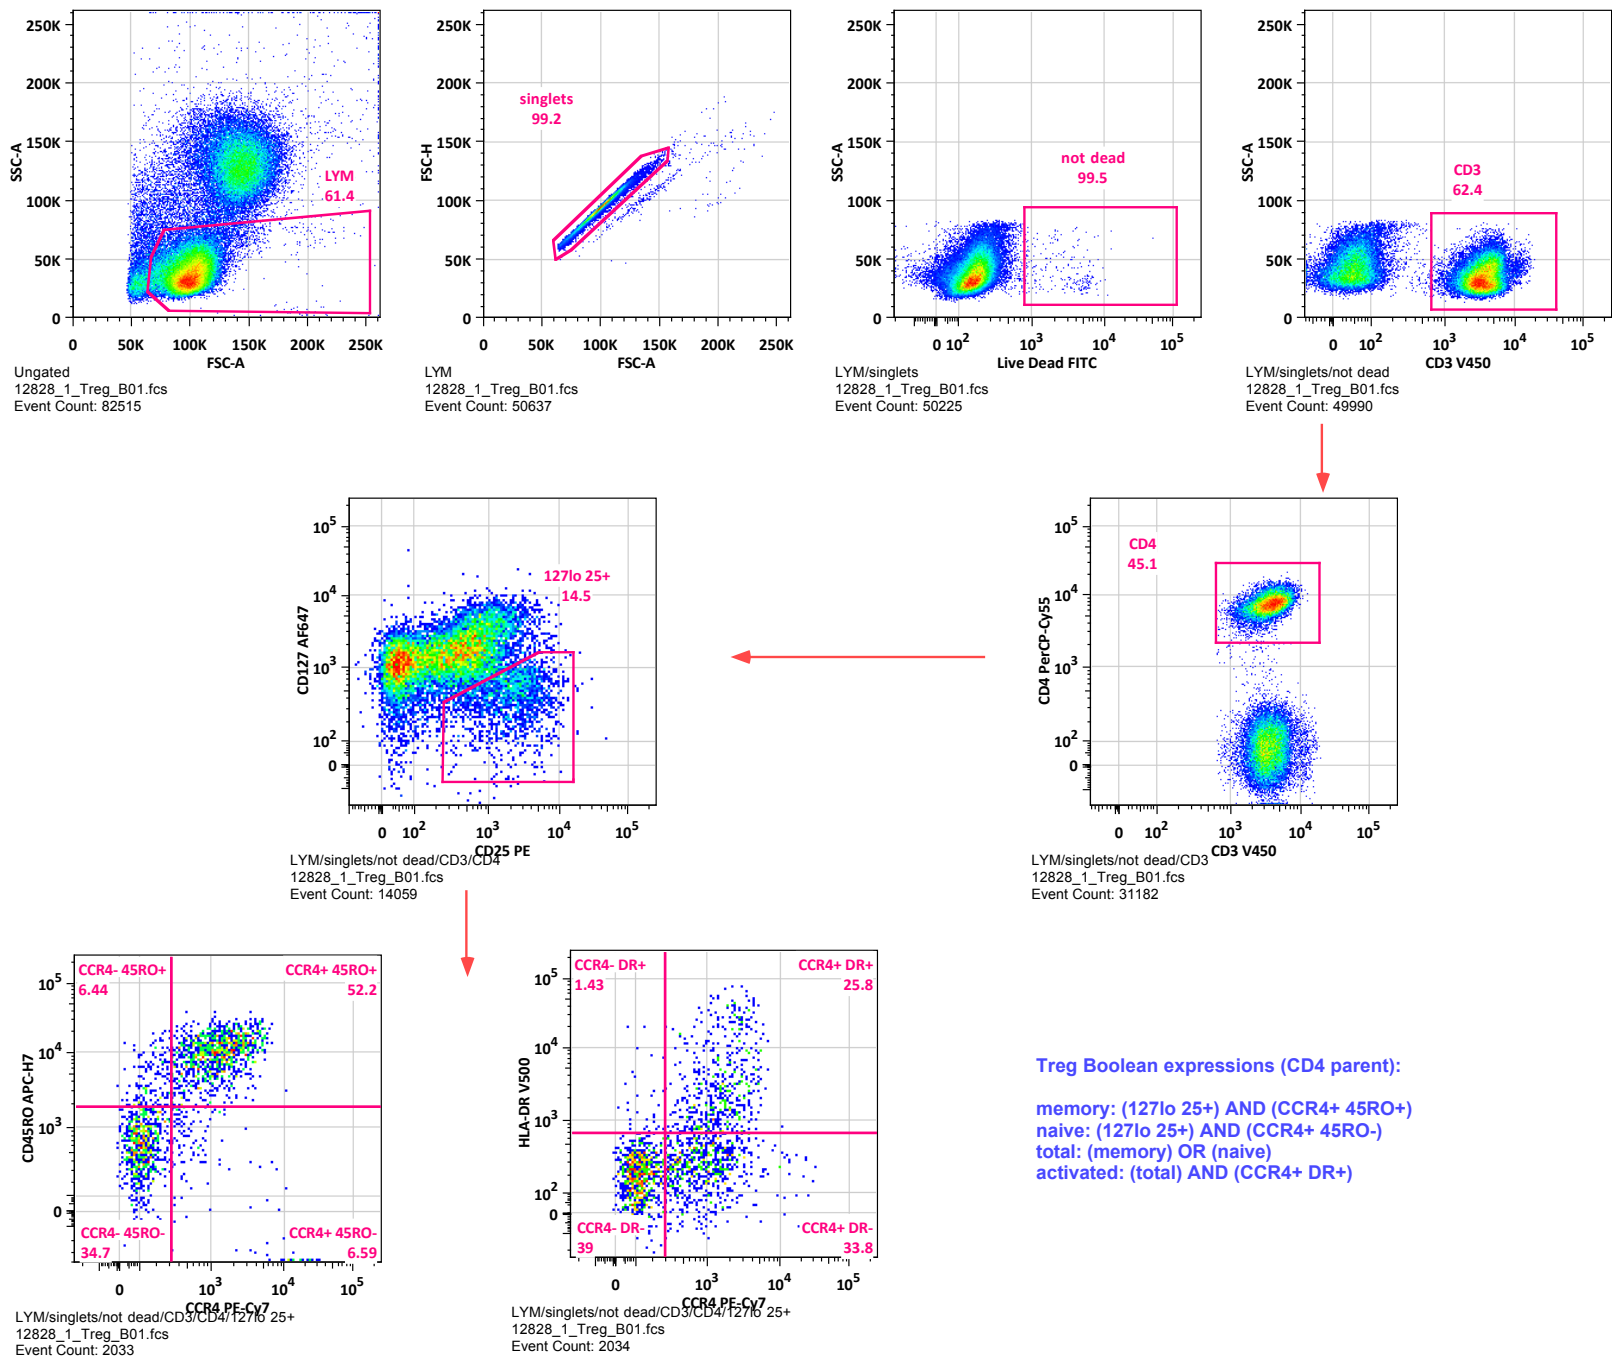 250K
200K
150K
100K
50K
0
SSC-A
LYM
61.4
0 50K 100K 150K 200K 250K
FSC-A
Ungated
12828_1_Treg_B01.fcs
Event Count: 82515
250K
200K
150K
100K
50K
0
FSC-H
singlets
99.2
0 50K 100K 150K 200K 250K
FSC-A
LYM
12828_1_Treg_B01.fcs
Event Count: 50637
250K
200K
150K
100K
50K
0
SSC-A
not dead
99.5
0 10^2 10^3 10^4 10^5
Live Dead FITC
LYM/singlets
12828_1_Treg_B01.fcs
Event Count: 50225
250K
200K
150K
100K
50K
0
SSC-A
CD3
62.4
0 10^2 10^3 10^4 10^5
CD3 V450
LYM/singlets/not dead
12828_1_Treg_B01.fcs
Event Count: 49990
10^5
10^4
10^3
10^2
0
CD127 AF647
127lo 25+
14.5
0 10^2 10^3 10^4 10^5
CD25 PE
LYM/singlets/not dead/CD3/CD4
12828_1_Treg_B01.fcs
Event Count: 14059
10^5
10^4
10^3
10^2
0
CD4 PerCP-Cy55
CD4
45.1
0 10^2 10^3 10^4 10^5
CD3 V450
LYM/singlets/not dead/CD3
12828_1_Treg_B01.fcs
Event Count: 31182
10^5
10^4
10^3
0
CD45RO APC-H7
CCR4- 45RO+
6.44
CCR4+ 45RO+
52.2
CCR4- 45RO-
34.7
CCR4+ 45RO-
6.59
0 10^3 10^4 10^5
CCR4 PE-Cy7
LYM/singlets/not dead/CD3/CD4/127lo 25+
12828_1_Treg_B01.fcs
Event Count: 2033
10^5
10^4
10^3
10^2
0
HLA-DR V500
CCR4- DR+
1.43
CCR4+ DR+
25.8
CCR4- DR-
39
CCR4+ DR-
33.8
0 10^3 10^4 10^5
CCR4 PE-Cy7
LYM/singlets/not dead/CD3/CD4/127lo 25+
12828_1_Treg_B01.fcs
Event Count: 2034
Treg Boolean expressions (CD4 parent):
memory: (127lo 25+) AND (CCR4+ 45RO+)
naive: (127lo 25+) AND (CCR4+ 45RO-)
total: (memory) OR (naive)
activated: (total) AND (CCR4+ DR+)